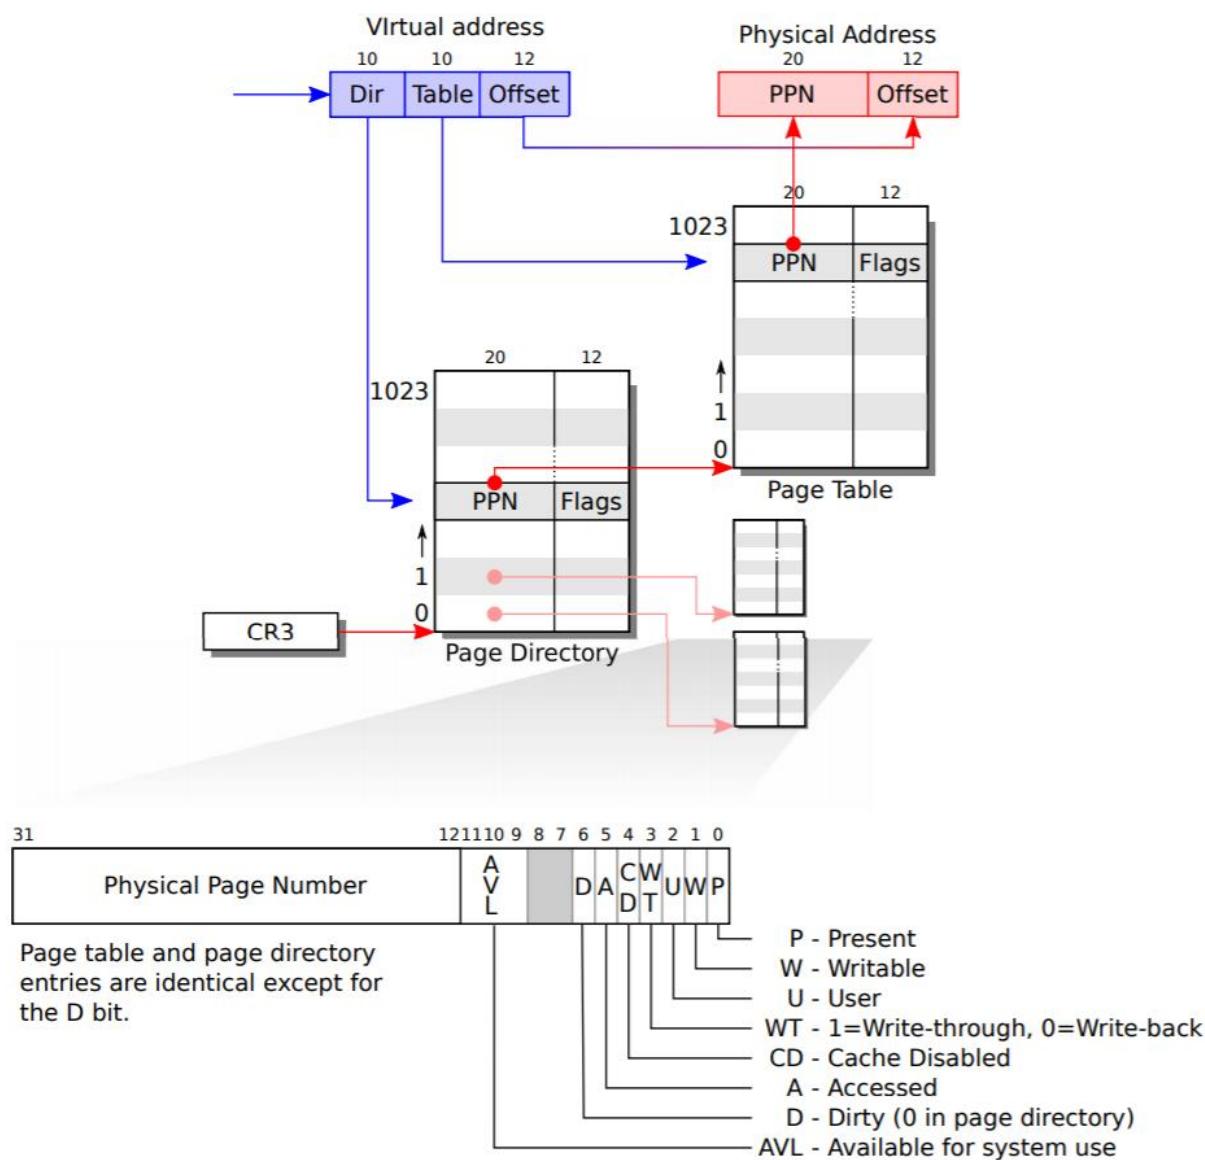 VIrtual address
Physical Address
10 10 12
20 12
Dir Table Offset
PPN Offset
20 12
1023
PPN Flags
20 12
1023
1
0
Page Table
PPN Flags
1
0
CR3
Page Directory
31 12 11 10 9 8 7 6 5 4 3 2 1 0
Physical Page Number AVL D A CD WT U W P
Page table and page directory
entries are identical except for
the D bit.
P - Present
W - Writable
U - User
WT - 1=Write-through, 0=Write-back
CD - Cache Disabled
A - Accessed
D - Dirty (0 in page directory)
AVL - Available for system use